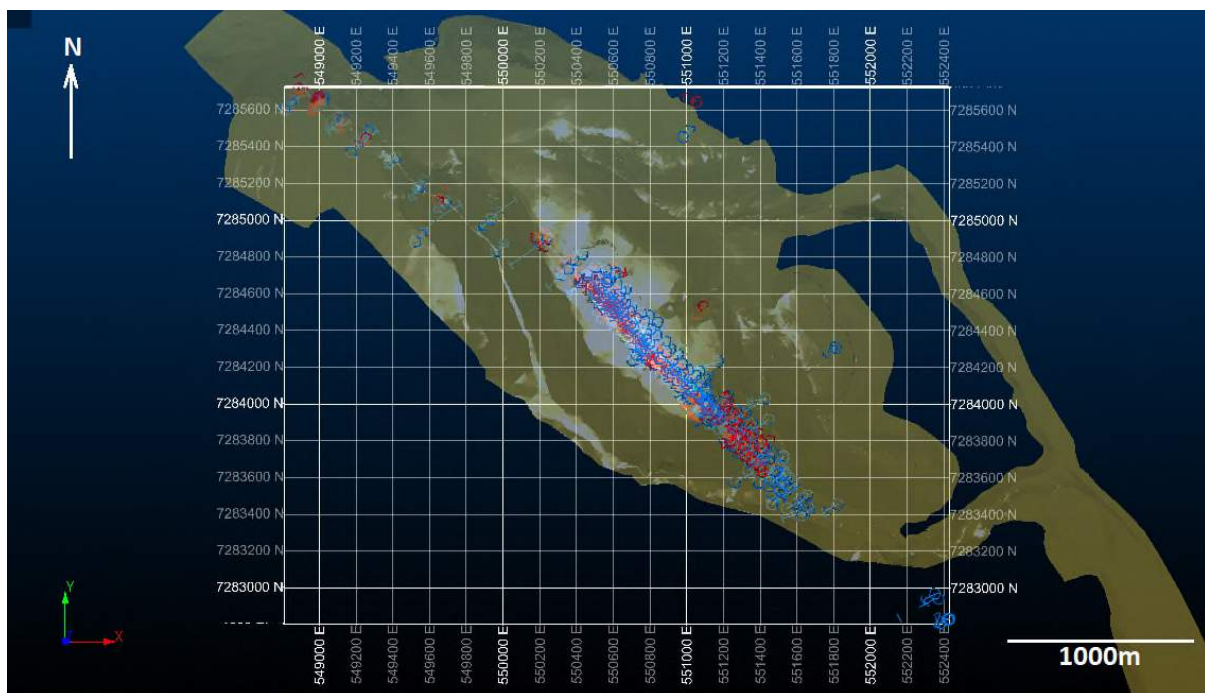 N
549000 E
549200 E
549400 E
549600 E
549800 E
550000 E
550200 E
550400 E
550600 E
550800 E
551000 E
551200 E
551400 E
551600 E
551800 E
552000 E
552200 E
552400 E
7285600 N 7285600 N
7285400 N 7285400 N
7285200 N 7285200 N
7285000 N 7285000 N
7284800 N 7284800 N
7284600 N 7284600 N
7284400 N 7284400 N
7284200 N 7284200 N
7284000 N 7284000 N
7283800 N 7283800 N
7283600 N 7283600 N
7283400 N 7283400 N
7283200 N 7283200 N
7283000 N 7283000 N
Y
X
549000 E
549200 E
549400 E
549600 E
549800 E
550000 E
550200 E
550400 E
550600 E
550800 E
551000 E
551200 E
551400 E
551600 E
551800 E
552000 E
552200 E
552400 E
1000m